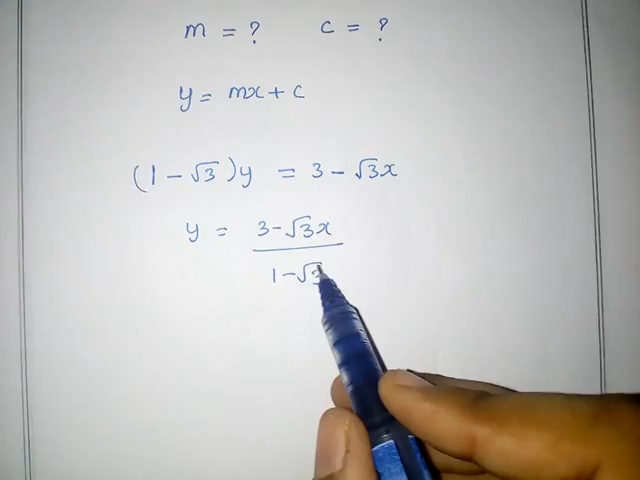 m = ? c = ?
y = mx + c
(1 - √3)y = 3 - √3x
y = 3-√3x
1-√3